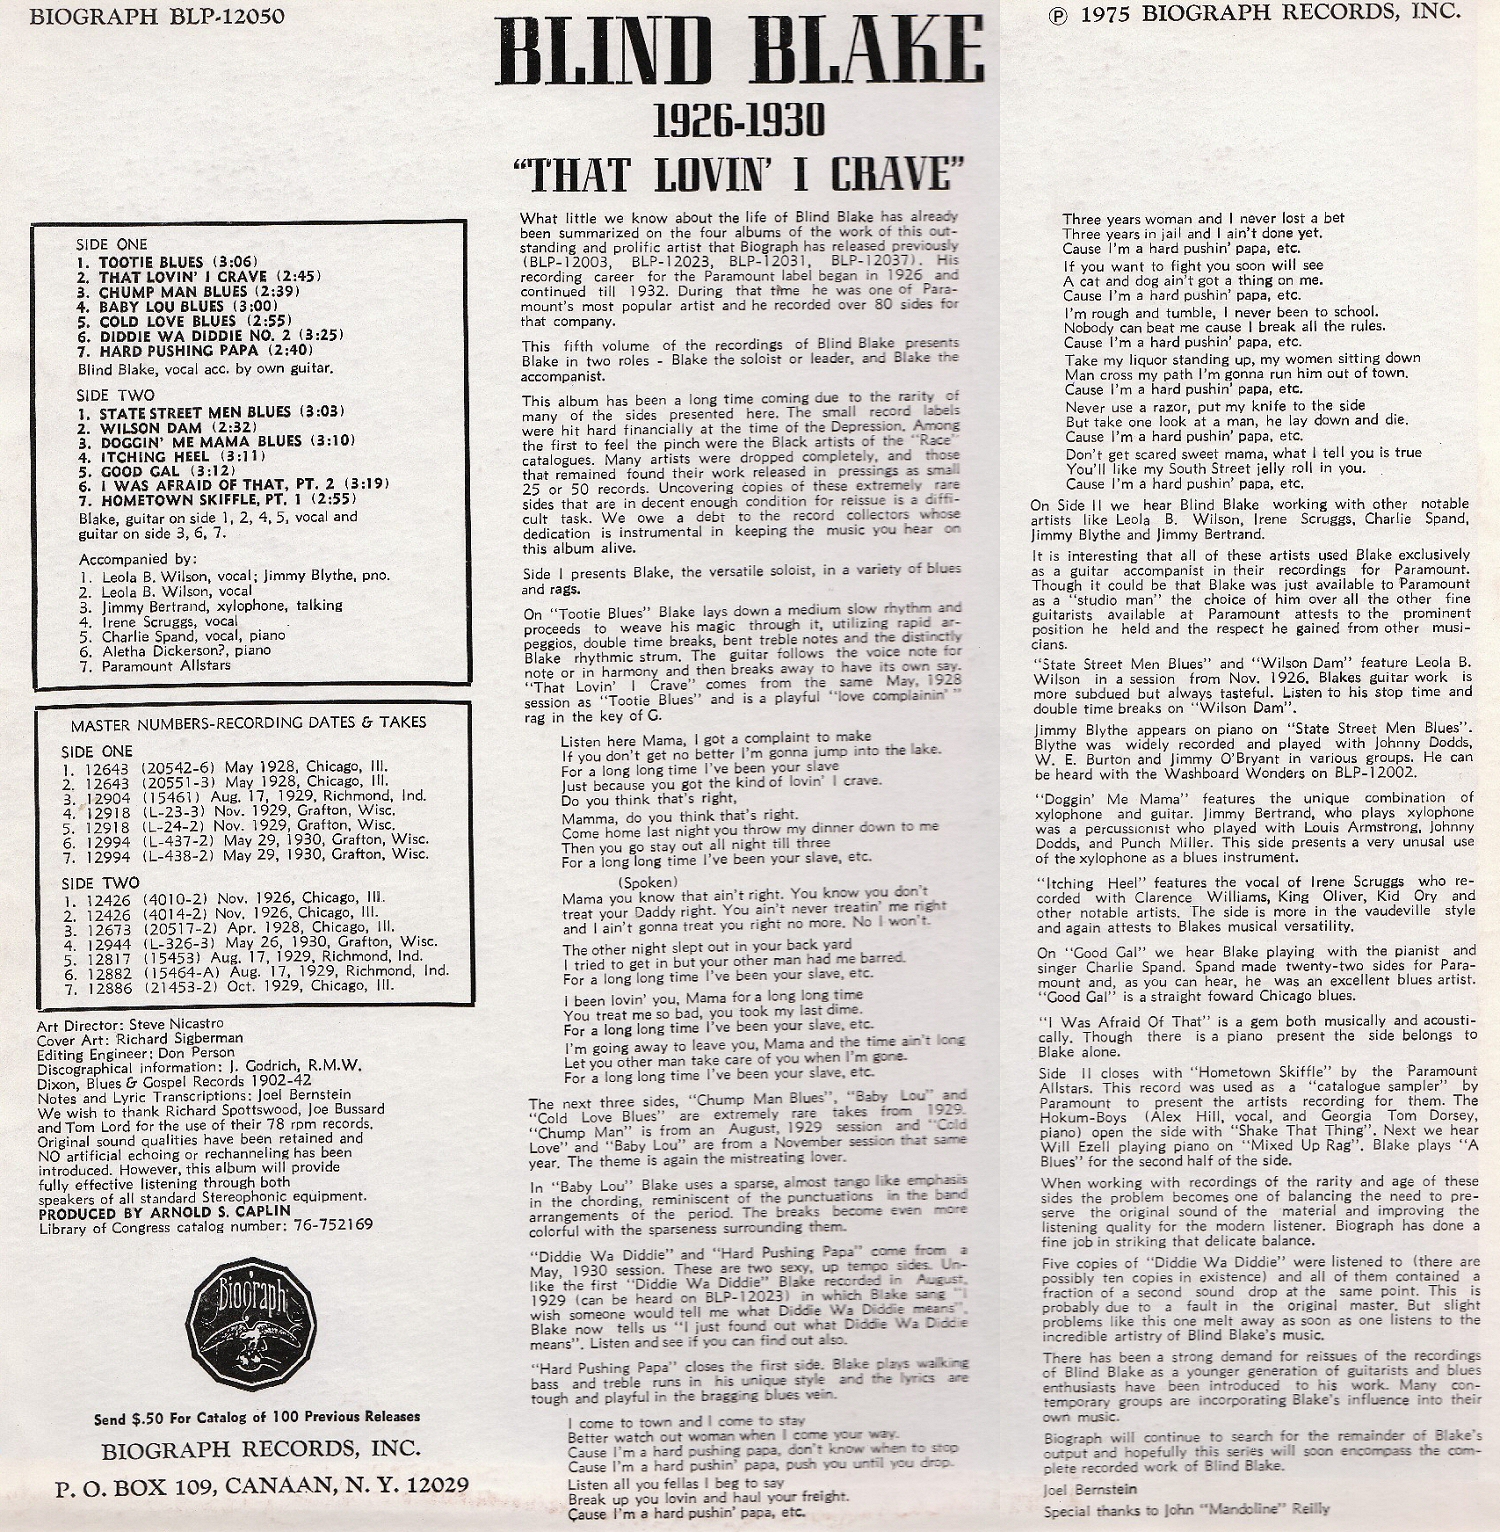 BIOGRAPH BLP-12050
SIDE ONE
1. TOOTIE BLUES (3:06)
2. THAT LOVIN' I CRAVE (2:45)
3. CHUMP MAN BLUES (2:39)
4. BABY LOU BLUES (3:00)
5. COLD LOVE BLUES (2:55)
6. DIDDIE WA DIDDIE NO. 2 (3:25)
7. HARD PUSHING PAPA (2:40)
Blind Blake, vocal acc. by own guitar.
SIDE TWO
1. STATE STREET MEN BLUES (3:03)
2. WILSON DAM (2:32)
3. DOGGIN' ME MAMA BLUES (3:10)
4. ITCHING HEEL (3:11)
5. GOOD GAL (3:12)
6. I WAS AFRAID OF THAT, PT. 2 (3:19)
7. HOMETOWN SKIFFLE, PT. 1 (2:55)
Blake, guitar on side 1, 2, 4, 5, vocal and
guitar on side 3, 6, 7.
Accompanied by:
1. Leola B. Wilson, vocal; Jimmy Blythe, pno.
2. Leola B. Wilson, vocal
3. Jimmy Bertrand, xylophone, talking
4. Irene Scruggs, vocal
5. Charlie Spand, vocal, piano
6. Aletha Dickerson?, piano
7. Paramount Allstars
MASTER NUMBERS-RECORDING DATES & TAKES
SIDE ONE
1. 12643 (20542-6) May 1928, Chicago, Ill.
2. 12643 (20551-3) May 1928, Chicago, Ill.
3. 12904 (15461) Aug. 17, 1929, Richmond, Ind.
4. 12918 (L-23-3) Nov. 1929, Grafton, Wisc.
5. 12918 (L-24-2) Nov. 1929, Grafton, Wisc.
6. 12994 (L-437-2) May 29, 1930, Grafton, Wisc.
7. 12994 (L-438-2) May 29, 1930, Grafton, Wisc.
SIDE TWO
1. 12426 (4010-2) Nov. 1926, Chicago, Ill.
2. 12426 (4014-2) Nov. 1926, Chicago, Ill.
3. 12673 (20517-2) Apr. 1928, Chicago, Ill.
4. 12944 (L-326-3) May 26, 1930, Grafton, Wisc.
5. 12817 (15453) Aug. 17, 1929, Richmond, Ind.
6. 12882 (15464-A) Aug. 17, 1929, Richmond, Ind.
7. 12886 (21453-2) Oct. 1929, Chicago, Ill.
Art Director: Steve Nicastro
Cover Art: Richard Sigberman
Editing Engineer: Don Person
Discographical information: J. Godrich, R.M.W.
Dixon, Blues & Gospel Records 1902-42
Notes and Lyric Transcriptions: Joel Bernstein
We wish to thank Richard Spottswood, Joe Bussard
and Tom Lord for the use of their 78 rpm records.
Original sound qualities have been retained and
NO artificial echoing or rechanneling has been
introduced. However, this album will provide
fully effective listening through both
speakers of all standard Stereophonic equipment.
PRODUCED BY ARNOLD S. CAPLIN
Library of Congress catalog number: 76-752169
Biograph
Send $.50 For Catalog of 100 Previous Releases
BIOGRAPH RECORDS, INC.
P. O. BOX 109, CANAAN, N. Y. 12029
BLIND BLAKE
1926-1930
"THAT LOVIN' I CRAVE"
What little we know about the life of Blind Blake has already
been summarized on the four albums of the work of this out-
standing and prolific artist that Biograph has released previously
(BLP-12003, BLP-12023, BLP-12031, BLP-12037). His
recording career for the Paramount label began in 1926 and
continued till 1932. During that time he was one of Para-
mount's most popular artist and he recorded over 80 sides for
that company.
This fifth volume of the recordings of Blind Blake presents
Blake in two roles - Blake the soloist or leader, and Blake the
accompanist.
This album has been a long time coming due to the rarity of
many of the sides presented here. The small record labels
were hit hard financially at the time of the Depression. Among
the first to feel the pinch were the Black artists of the "Race"
catalogues. Many artists were dropped completely, and those
that remained found their work released in pressings as small
25 or 50 records. Uncovering copies of these extremely rare
sides that are in decent enough condition for reissue is a diffi-
cult task. We owe a debt to the record collectors whose
dedication is instrumental in keeping the music you hear on
this album alive.
Side I presents Blake, the versatile soloist, in a variety of blues
and rags.
On "Tootie Blues" Blake lays down a medium slow rhythm and
proceeds to weave his magic through it, utilizing rapid ar-
peggios, double time breaks, bent treble notes and the distinctly
Blake rhythmic strum. The guitar follows the voice note for
note or in harmony and then breaks away to have its own say.
"That Lovin' I Crave" comes from the same May, 1928
session as "Tootie Blues" and is a playful "love complainin' "
rag in the key of G.
Listen here Mama, I got a complaint to make
If you don't get no better I'm gonna jump into the lake.
For a long long time I've been your slave
Just because you got the kind of lovin' I crave.
Do you think that's right,
Mamma, do you think that's right.
Come home last night you throw my dinner down to me
Then you go stay out all night till three
For a long long time I've been your slave, etc.
(Spoken)
Mama you know that ain't right. You know you don't
treat your Daddy right. You ain't never treatin' me right
and I ain't gonna treat you right no more. No I won't.
The other night slept out in your back yard
I tried to get in but your other man had me barred.
For a long long time I've been your slave, etc.
I been lovin' you, Mama for a long long time
You treat me so bad, you took my last dime.
For a long long time I've been your slave, etc.
I'm going away to leave you, Mama and the time ain't long
Let you other man take care of you when I'm gone.
For a long long time I've been your slave, etc.
The next three sides, "Chump Man Blues", "Baby Lou" and
"Cold Love Blues" are extremely rare takes from 1929.
"Chump Man" is from an August, 1929 session and "Cold
Love" and "Baby Lou" are from a November session that same
year. The theme is again the mistreating lover.
In "Baby Lou" Blake uses a sparse, almost tango like emphasis
in the chording, reminiscent of the punctuations in the band
arrangements of the period. The breaks become even more
colorful with the sparseness surrounding them.
"Diddie Wa Diddie" and "Hard Pushing Papa" come from a
May, 1930 session. These are two sexy, up tempo sides. Un-
like the first "Diddie Wa Diddie" Blake recorded in August,
1929 (can be heard on BLP-12023) in which Blake sang "I
wish someone would tell me what Diddie Wa Diddie means",
Blake now tells us "I just found out what Diddie Wa Diddie
means". Listen and see if you can find out also.
"Hard Pushing Papa" closes the first side. Blake plays walking
bass and treble runs in his unique style and the lyrics are
tough and playful in the bragging blues vein.
I come to town and I come to stay
Better watch out woman when I come your way.
Cause I'm a hard pushing papa, don't know when to stop
Cause I'm a hard pushin' papa, push you until you drop.
Listen all you fellas I beg to say
Break up you lovin and haul your freight.
Cause I'm a hard pushin' papa, etc.
℗ 1975 BIOGRAPH RECORDS, INC.
Three years woman and I never lost a bet
Three years in jail and I ain't done yet.
Cause I'm a hard pushin' papa, etc.
If you want to fight you soon will see
A cat and dog ain't got a thing on me.
Cause I'm a hard pushin' papa, etc.
I'm rough and tumble, I never been to school.
Nobody can beat me cause I break all the rules.
Cause I'm a hard pushin' papa, etc.
Take my liquor standing up, my women sitting down
Man cross my path I'm gonna run him out of town.
Cause I'm a hard pushin' papa, etc.
Never use a razor, put my knife to the side
But take one look at a man, he lay down and die.
Cause I'm a hard pushin' papa, etc.
Don't get scared sweet mama, what I tell you is true
You'll like my South Street jelly roll in you.
Cause I'm a hard pushin' papa, etc.
On Side II we hear Blind Blake working with other notable
artists like Leola B. Wilson, Irene Scruggs, Charlie Spand,
Jimmy Blythe and Jimmy Bertrand.
It is interesting that all of these artists used Blake exclusively
as a guitar accompanist in their recordings for Paramount.
Though it could be that Blake was just available to Paramount
as a "studio man" the choice of him over all the other fine
guitarists available at Paramount attests to the prominent
position he held and the respect he gained from other musi-
cians.
"State Street Men Blues" and "Wilson Dam" feature Leola B.
Wilson in a session from Nov. 1926. Blakes guitar work is
more subdued but always tasteful. Listen to his stop time and
double time breaks on "Wilson Dam".
Jimmy Blythe appears on piano on "State Street Men Blues".
Blythe was widely recorded and played with Johnny Dodds,
W. E. Burton and Jimmy O'Bryant in various groups. He can
be heard with the Washboard Wonders on BLP-12002.
"Doggin' Me Mama" features the unique combination of
xylophone and guitar. Jimmy Bertrand, who plays xylophone
was a percussionist who played with Louis Armstrong, Johnny
Dodds, and Punch Miller. This side presents a very unusal use
of the xylophone as a blues instrument.
"Itching Heel" features the vocal of Irene Scruggs who re-
corded with Clarence Williams, King Oliver, Kid Ory and
other notable artists. The side is more in the vaudeville style
and again attests to Blakes musical versatility.
On "Good Gal" we hear Blake playing with the pianist and
singer Charlie Spand. Spand made twenty-two sides for Para-
mount and, as you can hear, he was an excellent blues artist.
"Good Gal" is a straight foward Chicago blues.
"I Was Afraid Of That" is a gem both musically and acousti-
cally. Though there is a piano present the side belongs to
Blake alone.
Side II closes with "Hometown Skiffle" by the Paramount
Allstars. This record was used as a "catalogue sampler" by
Paramount to present the artists recording for them. The
Hokum-Boys (Alex Hill, vocal, and Georgia Tom Dorsey,
piano) open the side with "Shake That Thing". Next we hear
Will Ezell playing piano on "Mixed Up Rag". Blake plays "A
Blues" for the second half of the side.
When working with recordings of the rarity and age of these
sides the problem becomes one of balancing the need to pre-
serve the original sound of the material and improving the
listening quality for the modern listener. Biograph has done a
fine job in striking that delicate balance.
Five copies of "Diddie Wa Diddie" were listened to (there are
possibly ten copies in existence) and all of them contained a
fraction of a second sound drop at the same point. This is
probably due to a fault in the original master. But slight
problems like this one melt away as soon as one listens to the
incredible artistry of Blind Blake's music.
There has been a strong demand for reissues of the recordings
of Blind Blake as a younger generation of guitarists and blues
enthusiasts have been introduced to his work. Many con-
temporary groups are incorporating Blake's influence into their
own music.
Biograph will continue to search for the remainder of Blake's
output and hopefully this series will soon encompass the com-
plete recorded work of Blind Blake.
Joel Bernstein
Special thanks to John "Mandoline" Reilly